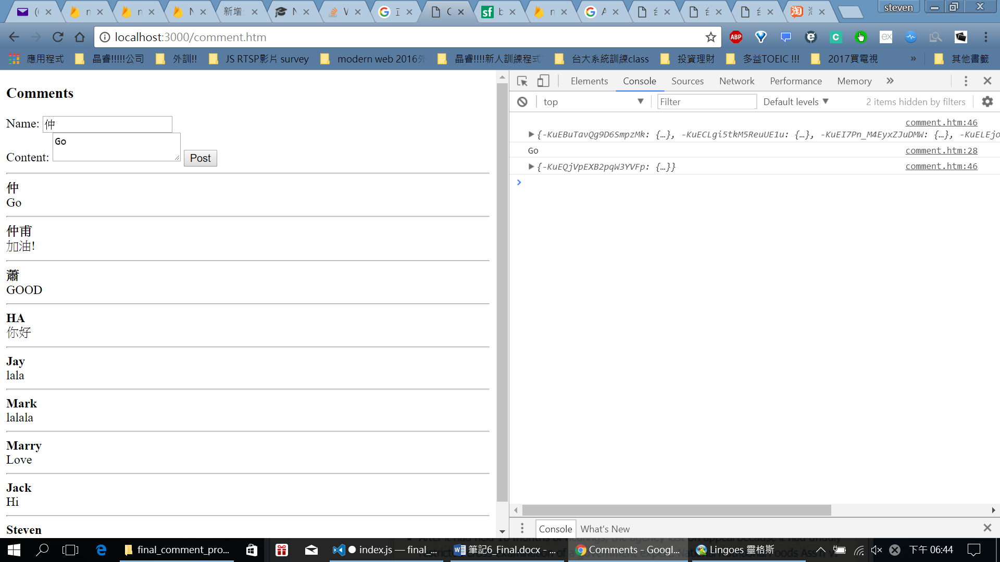 steven
localhost:3000/comment.htm
應用程式 晶睿!!!!!公司 外訓!! JS RTSP影片 survey modern web 2016外 晶睿!!!!新人訓練程式 台大系統訓練class 投資理財 多益TOEIC !!! 2017買電視 » 其他書籤
Comments
Name: 仲
Content: Go Post
仲
Go
仲甫
加油!
蕭
GOOD
HA
你好
Jay
lala
Mark
lalala
Marry
Love
Jack
Hi
Steven
Elements Console Sources Network Performance Memory »
top Filter Default levels 2 items hidden by filters
comment.htm:46
{-KuEBuTavQg9D6SmpzMk: {…}, -KuECLgi5tkM5ReuUE1u: {…}, -KuEI7Pn_M4EyxZJuDMW: {…}, -KuELEjo
Go comment.htm:28
{-KuEQjVpEXB2pqW3YVFp: {…}} comment.htm:46
Console What's New
final_comment_pro... index.js — final_... 筆記6_Final.docx - ... Comments - Googl... Lingoes 靈格斯 下午 06:44